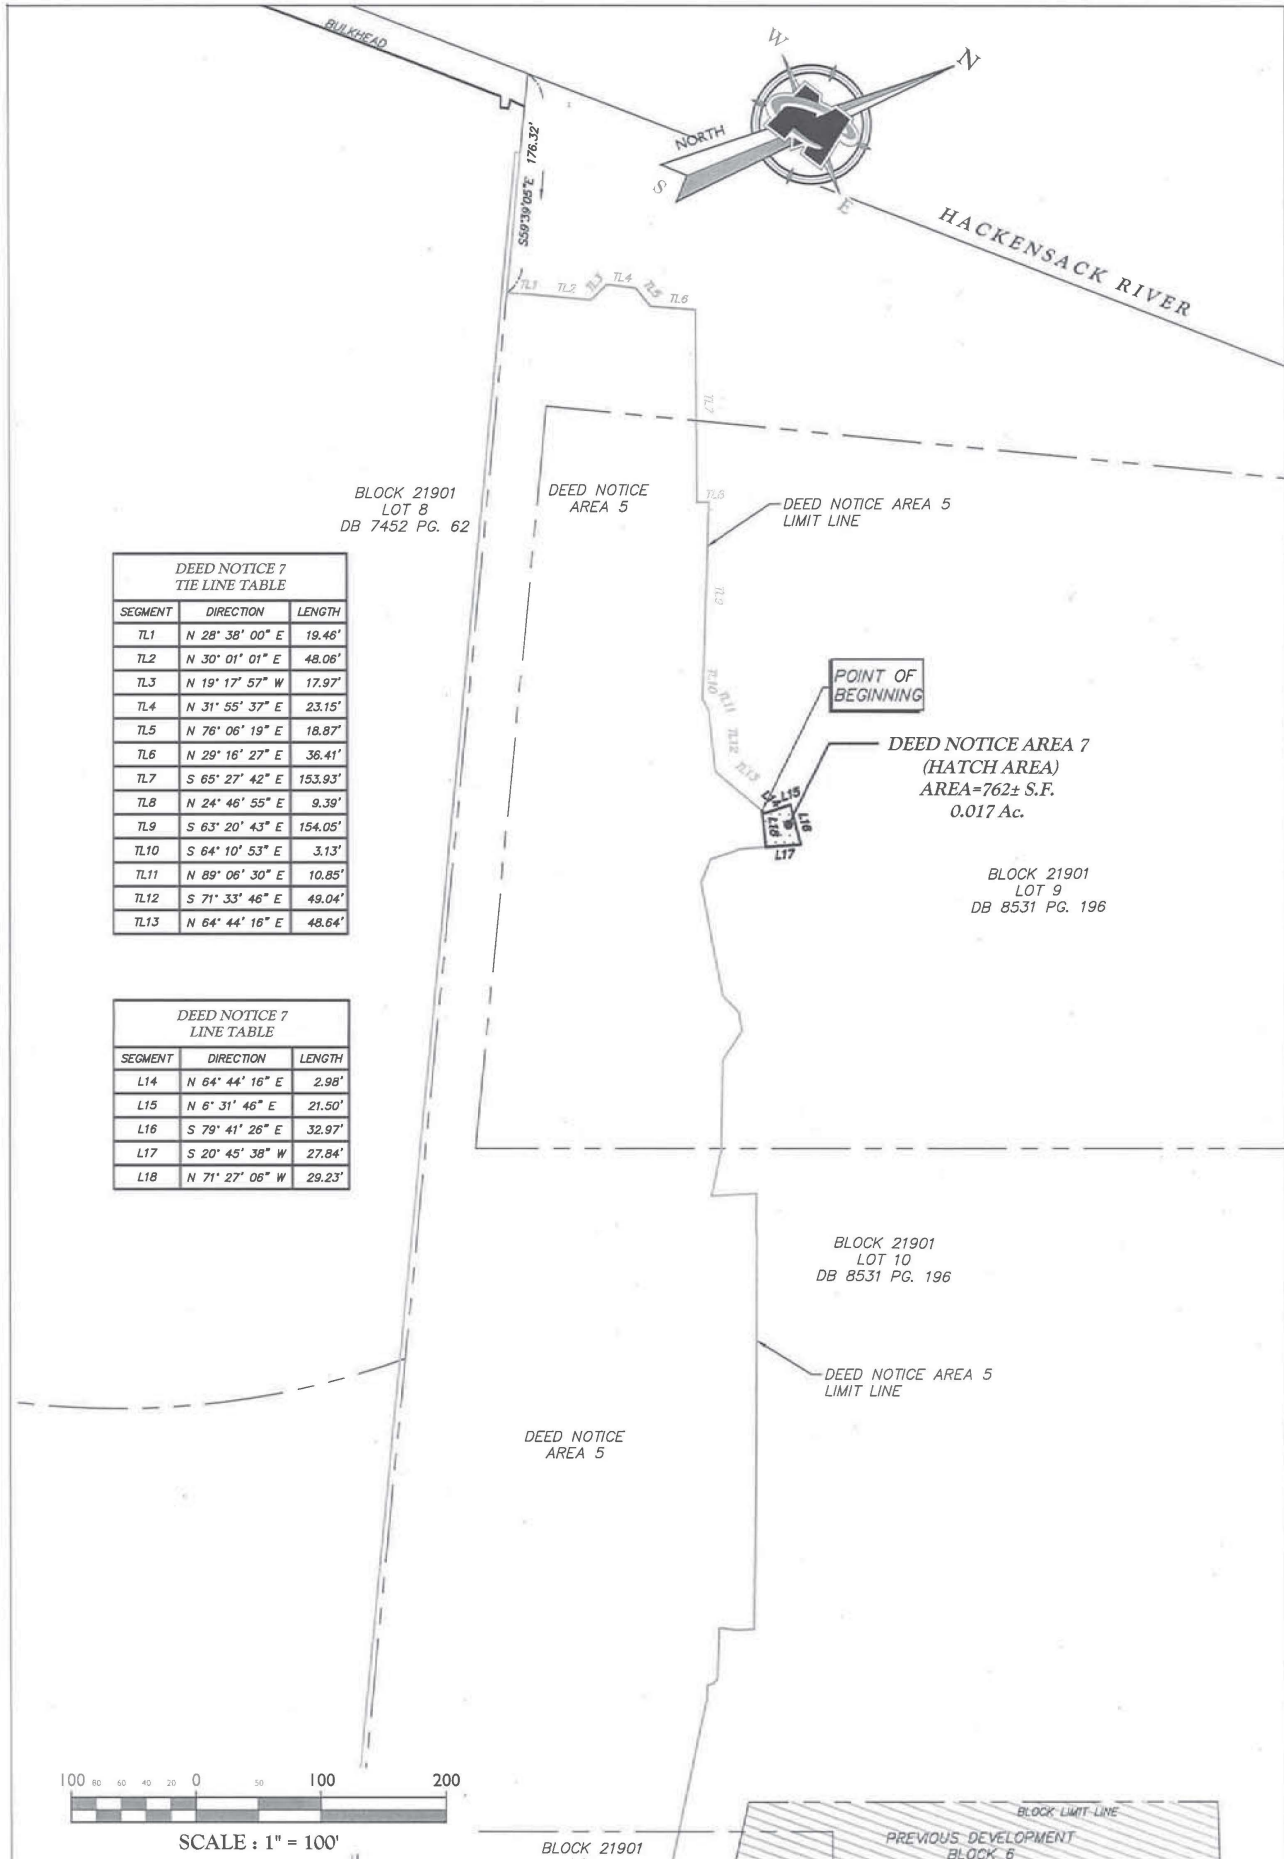 BULKHEAD
W
N
NORTH
S
E
S59°39'05"E 176.32'
HACKENSACK RIVER
TL1 TL2 TL3 TL4 TL5 TL6
TL7
BLOCK 21901
LOT 8
DB 7452 PG. 62
DEED NOTICE
AREA 5
TL8
DEED NOTICE AREA 5
LIMIT LINE
TL9
DEED NOTICE 7
TIE LINE TABLE
SEGMENT DIRECTION LENGTH
TL1 N 28° 38' 00" E 19.46'
TL2 N 30° 01' 01" E 48.06'
TL3 N 19° 17' 57" W 17.97'
TL4 N 31° 55' 37" E 23.15'
TL5 N 76° 06' 19" E 18.87'
TL6 N 29° 16' 27" E 36.41'
TL7 S 65° 27' 42" E 153.93'
TL8 N 24° 46' 55" E 9.39'
TL9 S 63° 20' 43" E 154.05'
TL10 S 64° 10' 53" E 3.13'
TL11 N 89° 06' 30" E 10.85'
TL12 S 71° 33' 46" E 49.04'
TL13 N 64° 44' 16" E 48.64'
TL10
TL11
TL12
TL13
POINT OF
BEGINNING
DEED NOTICE AREA 7
(HATCH AREA)
AREA=762± S.F.
0.017 Ac.
L14 L15
L16
L18
L17
BLOCK 21901
LOT 9
DB 8531 PG. 196
DEED NOTICE 7
LINE TABLE
SEGMENT DIRECTION LENGTH
L14 N 64° 44' 16" E 2.98'
L15 N 6° 31' 46" E 21.50'
L16 S 79° 41' 26" E 32.97'
L17 S 20° 45' 38" W 27.84'
L18 N 71° 27' 06" W 29.23'
BLOCK 21901
LOT 10
DB 8531 PG. 196
DEED NOTICE AREA 5
LIMIT LINE
DEED NOTICE
AREA 5
100 80 60 40 20 0 50 100 200
SCALE : 1" = 100'
BLOCK 21901
BLOCK LIMIT LINE
PREVIOUS DEVELOPMENT
BLOCK 6